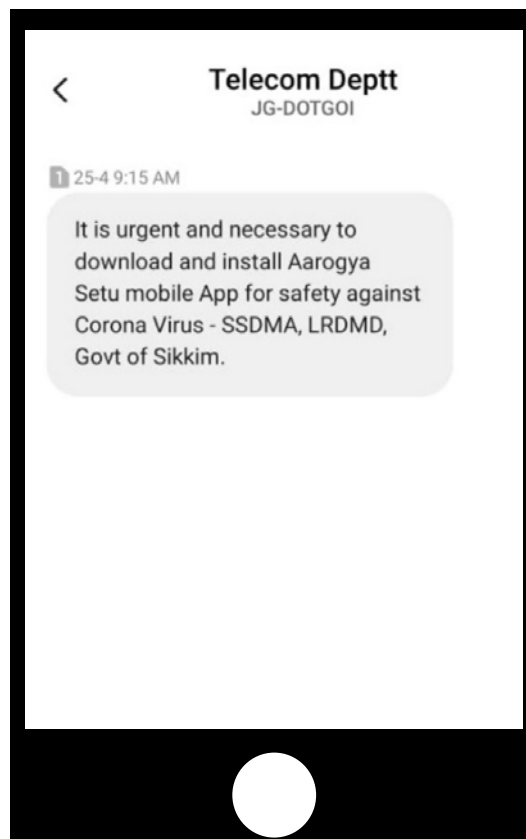 Telecom Deptt
JG-DOTGOI
1 25-4 9:15 AM
It is urgent and necessary to
download and install Aarogya
Setu mobile App for safety against
Corona Virus - SSDMA, LRDMD,
Govt of Sikkim.